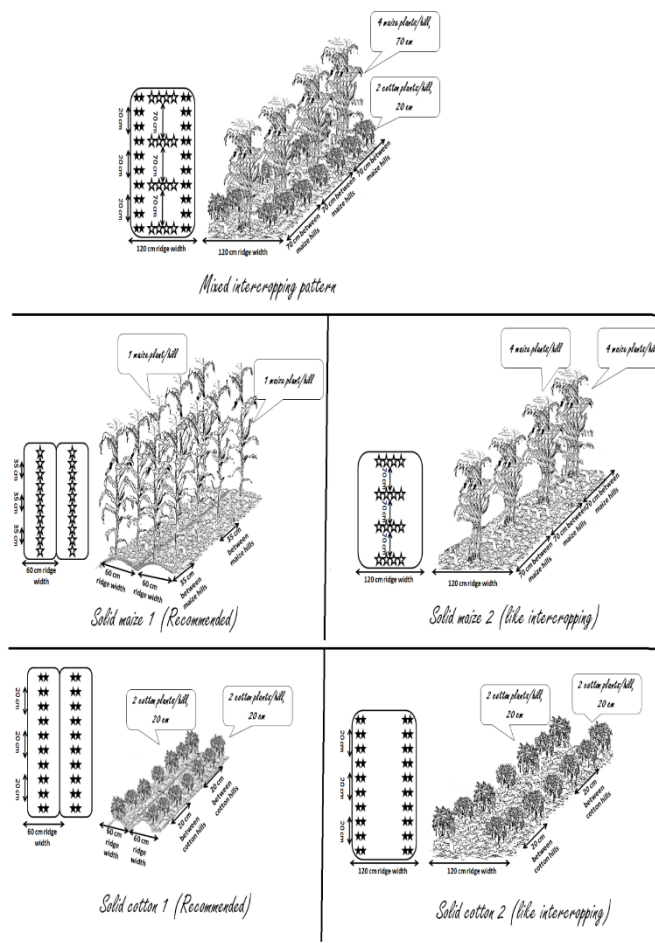 4 maize plants/hill,
70 cm
2 cotton plants/hill,
20 cm
20 cm
20 cm
20 cm
70 cm
70 cm
70 cm
120 cm ridge width
120 cm ridge width
70 cm between
maize hills
70 cm between
maize hills
70 cm between
maize hills
Mixed intercropping pattern
1 maize plant/hill
1 maize plant/hill
35 cm
35 cm
35 cm
60 cm ridge
width
60 cm
ridge width
60 cm
ridge width
35 cm
between
maize hills
35 cm
between
maize hills
Solid maize 1 (Recommended)
4 maize plants/hill
4 maize plants/hill
70cm
70cm
70cm
120 cm ridge width
120 cm ridge width
70 cm between
maize hills
70 cm between
maize hills
70 cm between
maize hills
Solid maize 2 (like intercropping)
2 cotton plants/hill,
20 cm
2 cotton plants/hill,
20 cm
20 cm
20 cm
20 cm
60 cm ridge
width
60 cm
ridge
width
60 cm
ridge
width
20 cm
between
cotton hills
20 cm
between
cotton hills
Solid cotton 1 (Recommended)
2 cotton plants/hill,
20 cm
2 cotton plants/hill,
20 cm
20 cm
20 cm
20 cm
120 cm ridge width
120 cm ridge width
20 cm
between
cotton hills
20 cm
between
cotton hills
Solid cotton 2 (like intercropping)